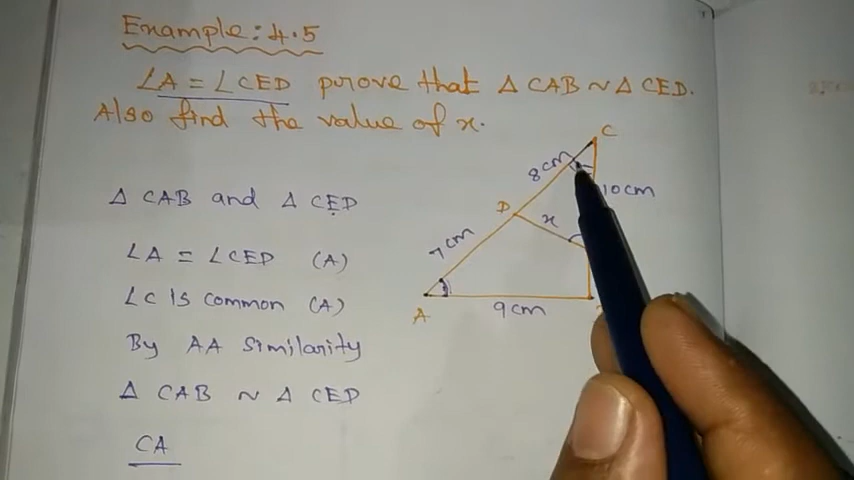 Example: 4.5
∠A = ∠CED prove that Δ CAB ~ Δ CED.
Also find the value of x.
Δ CAB and Δ CED
∠A = ∠CED (A)
∠C is common (A)
By AA Similarity
Δ CAB ~ Δ CED
CA
C
8cm
10cm
D
x
7cm
A
9cm